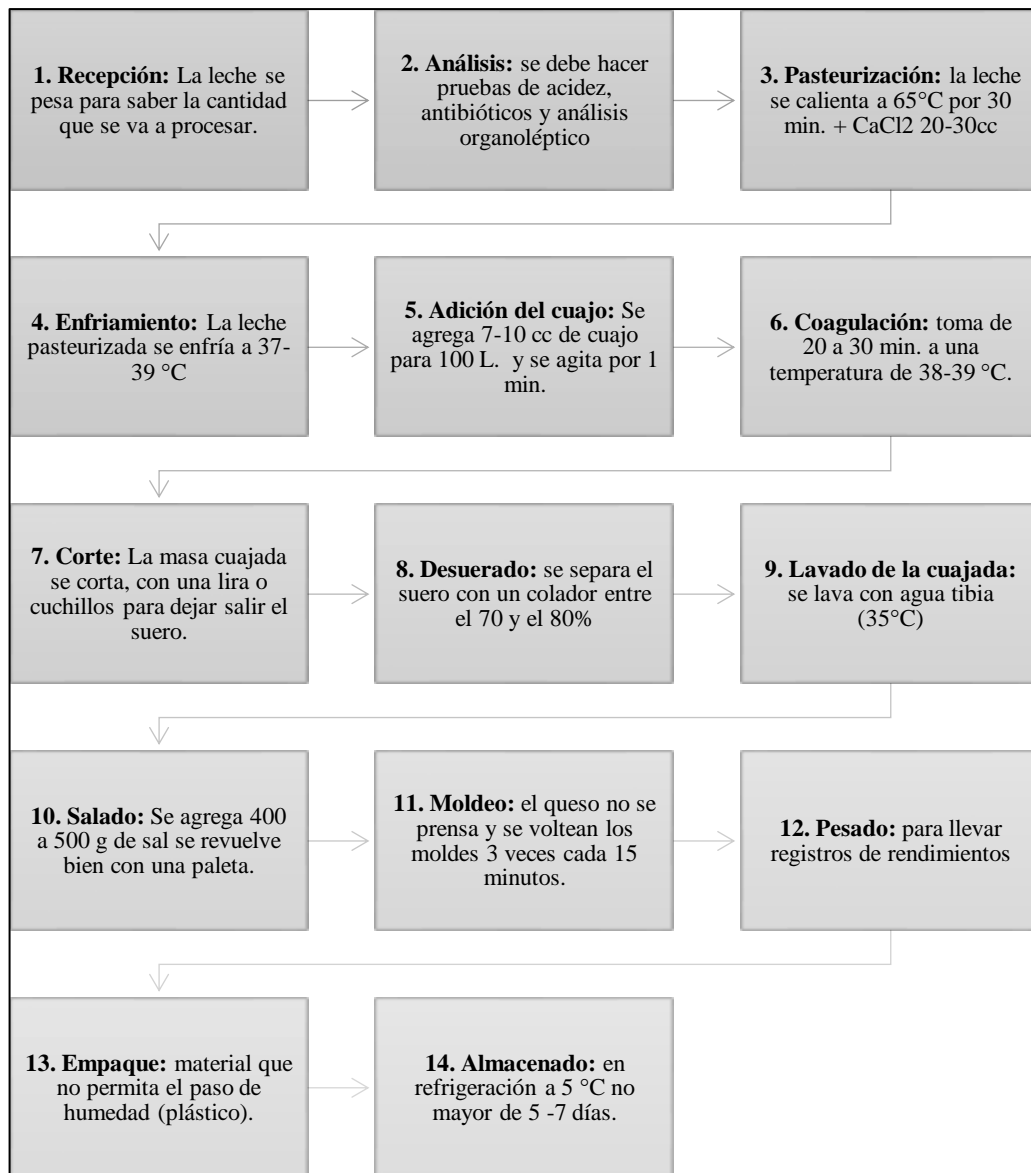 1. Recepción: La leche se
pesa para saber la cantidad
que se va a procesar.
2. Análisis: se debe hacer
pruebas de acidez,
antibióticos y análisis
organoléptico
3. Pasteurización: la leche
se calienta a 65°C por 30
min. + CaCl2 20-30cc
4. Enfriamiento: La leche
pasteurizada se enfría a 37-
39 °C
5. Adición del cuajo: Se
agrega 7-10 cc de cuajo
para 100 L. y se agita por 1
min.
6. Coagulación: toma de
20 a 30 min. a una
temperatura de 38-39 °C.
7. Corte: La masa cuajada
se corta, con una lira o
cuchillos para dejar salir el
suero.
8. Desuerado: se separa el
suero con un colador entre
el 70 y el 80%
9. Lavado de la cuajada:
se lava con agua tibia
(35°C)
10. Salado: Se agrega 400
a 500 g de sal se revuelve
bien con una paleta.
11. Moldeo: el queso no se
prensa y se voltean los
moldes 3 veces cada 15
minutos.
12. Pesado: para llevar
registros de rendimientos
13. Empaque: material que
no permita el paso de
humedad (plástico).
14. Almacenado: en
refrigeración a 5 °C no
mayor de 5 -7 días.